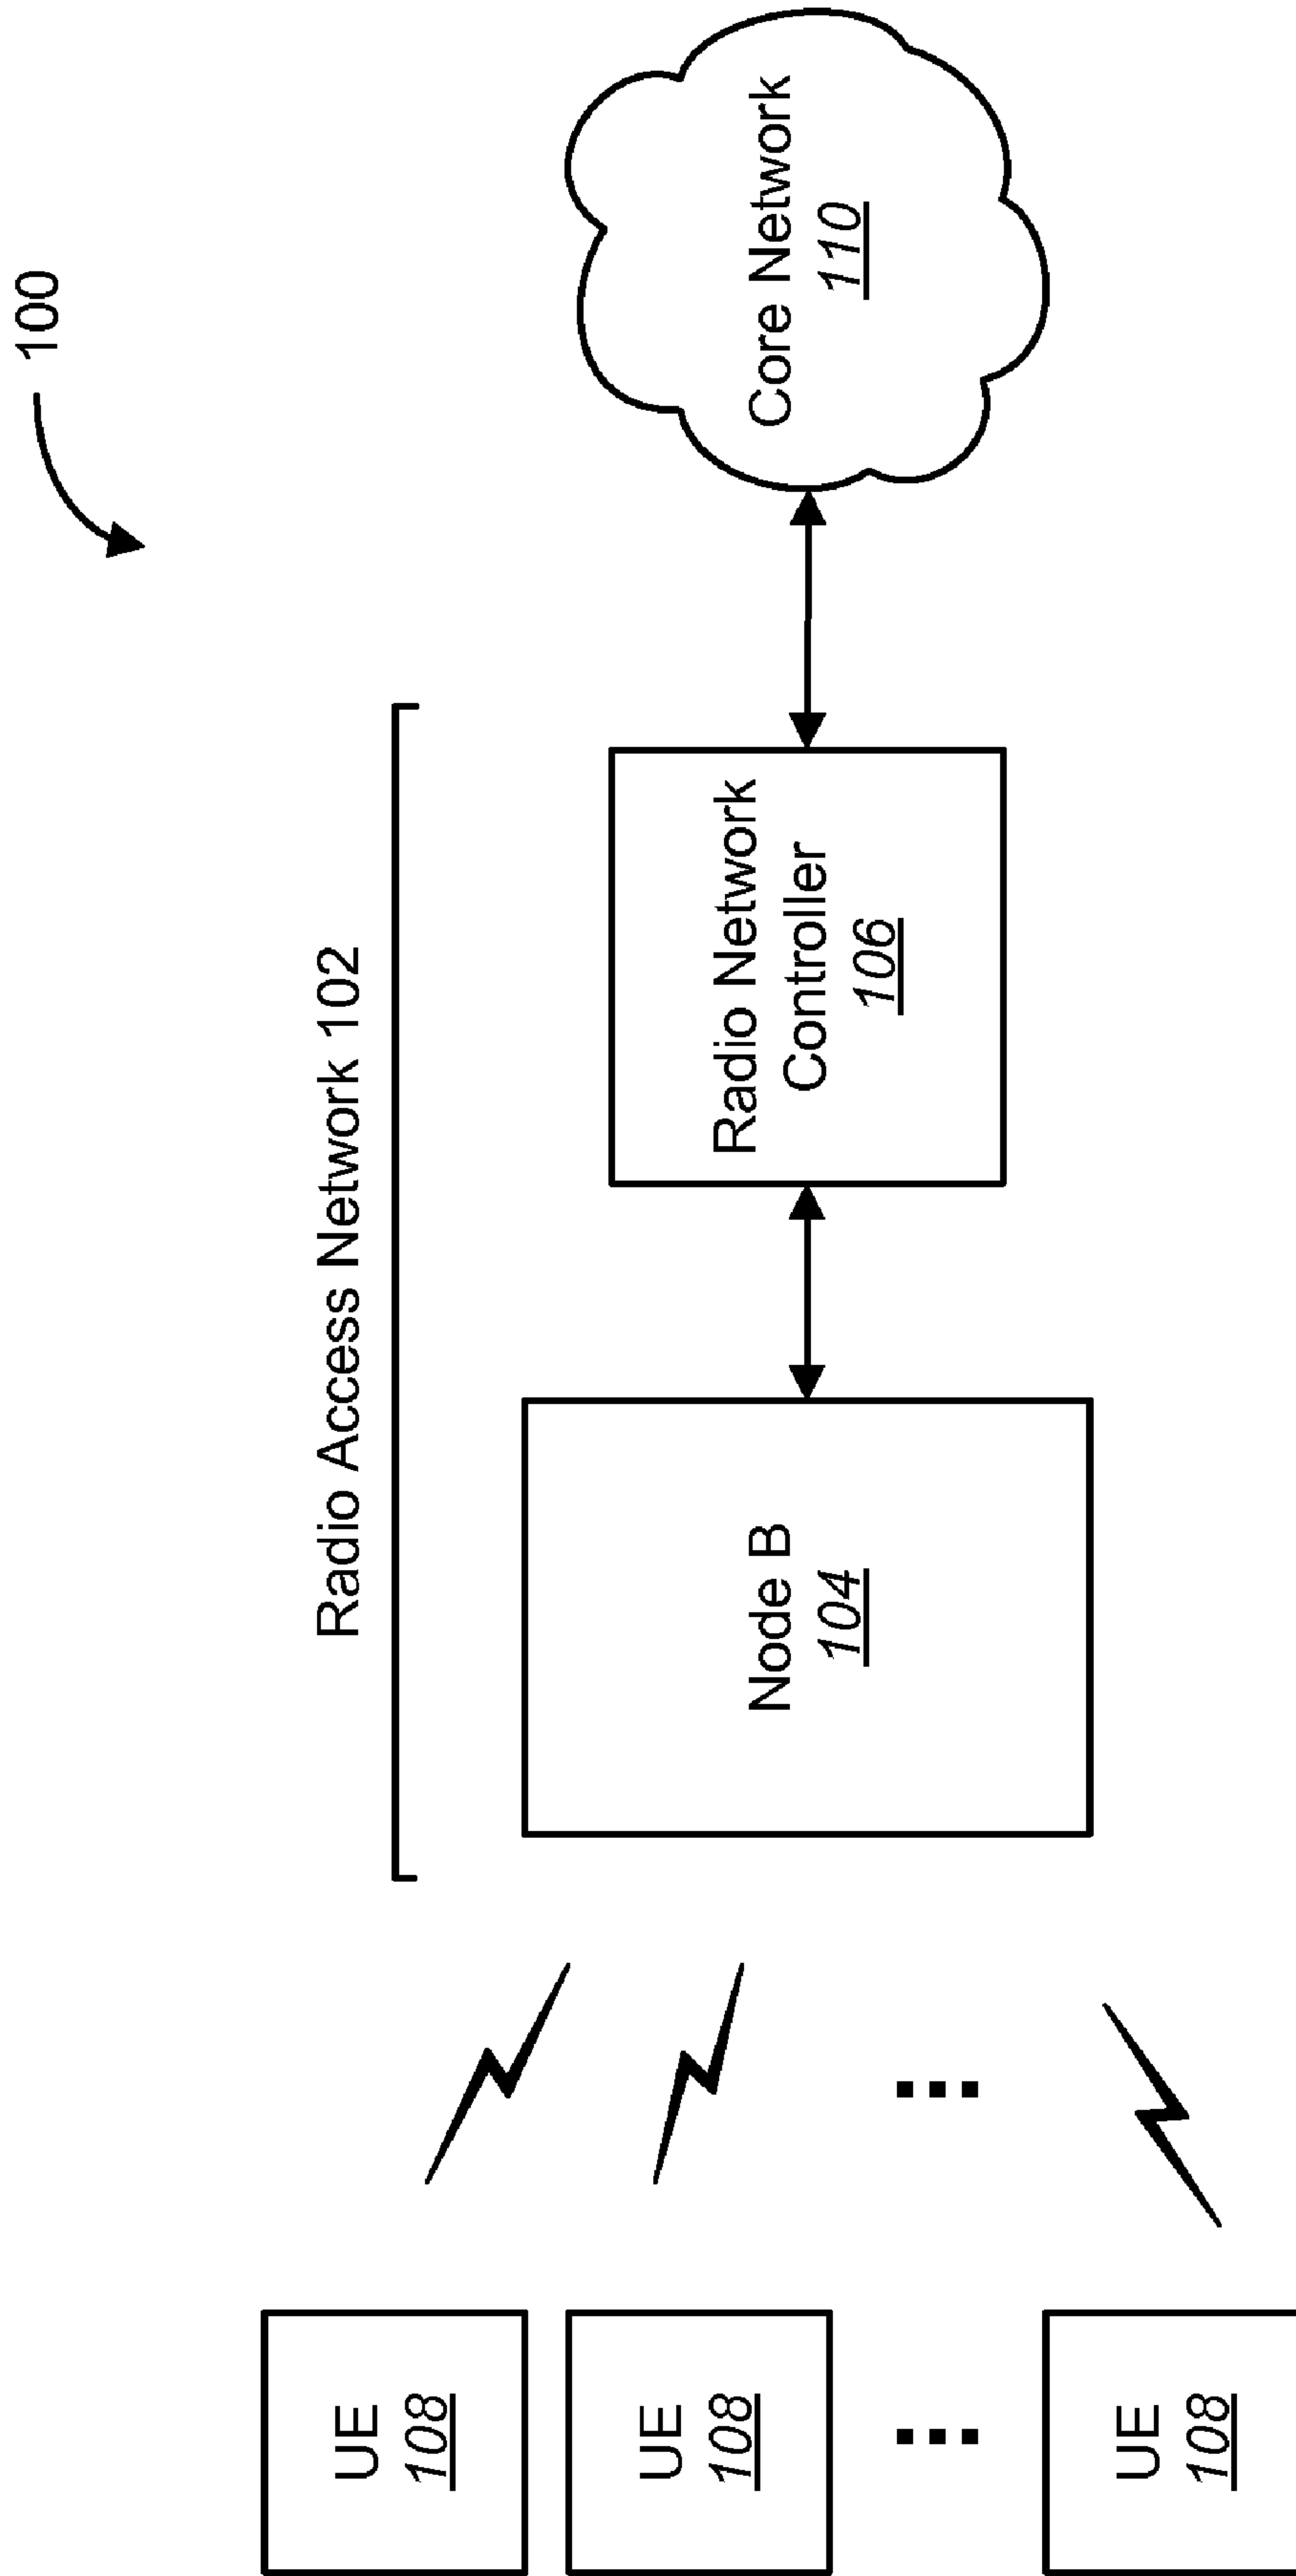 100
Radio Access Network 102
UE
108
UE
108
UE
108
Node B
104
Radio Network
Controller
106
Core Network
110